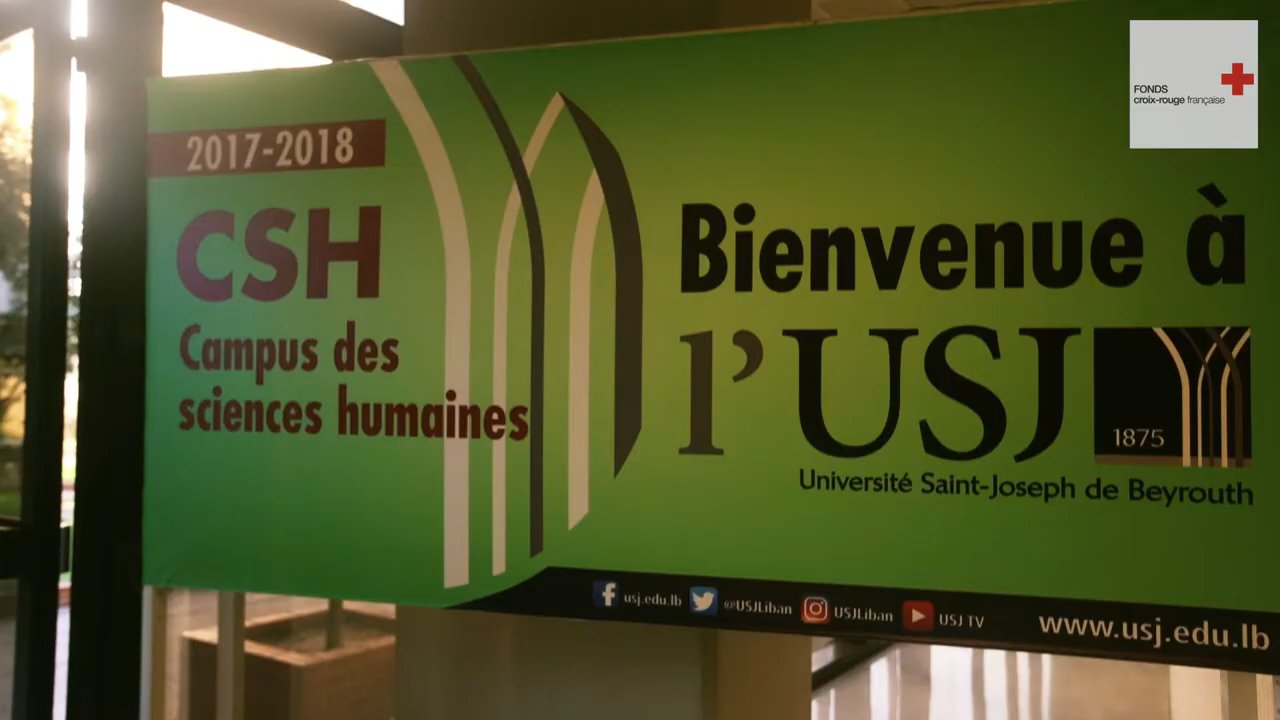 FONDS
croix-rouge française
2017-2018
CSH
Campus des
sciences humaines
Bienvenue à
l'USJ
1875
Université Saint-Joseph de Beyrouth
usj.edu.lb @USJLiban USJLiban USJ TV www.usj.edu.lb